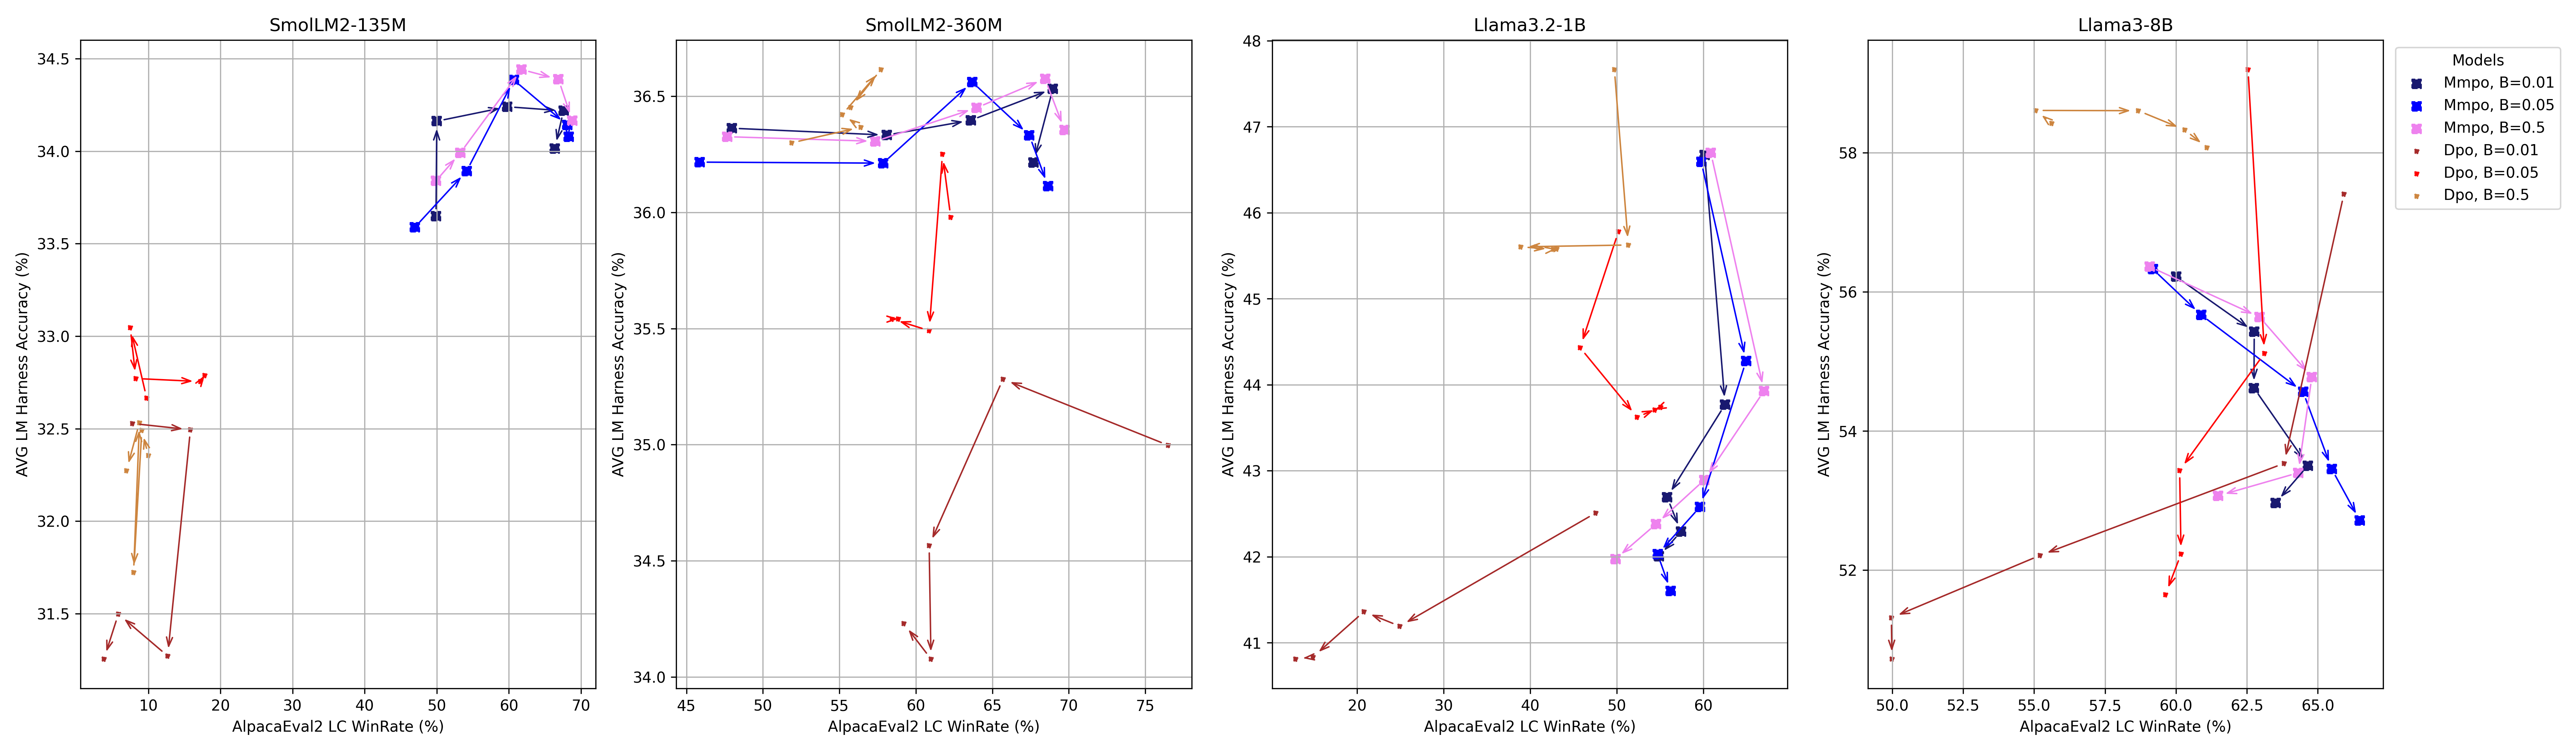 SmolLM2-135M
34.5
34.0
33.5
33.0
32.5
32.0
31.5
10
20
30
40
50
60
70
AVG LM Harness Accuracy (%)
AlpacaEval2 LC WinRate (%)
SmolLM2-360M
36.5
36.0
35.5
35.0
34.5
34.0
45
50
55
60
65
70
75
AVG LM Harness Accuracy (%)
AlpacaEval2 LC WinRate (%)
Llama3.2-1B
48
47
46
45
44
43
42
41
20
30
40
50
60
AVG LM Harness Accuracy (%)
AlpacaEval2 LC WinRate (%)
Llama3-8B
58
56
54
52
50.0
52.5
55.0
57.5
60.0
62.5
65.0
AVG LM Harness Accuracy (%)
AlpacaEval2 LC WinRate (%)
Models
Mmpo, B=0.01
Mmpo, B=0.05
Mmpo, B=0.5
Dpo, B=0.01
Dpo, B=0.05
Dpo, B=0.5